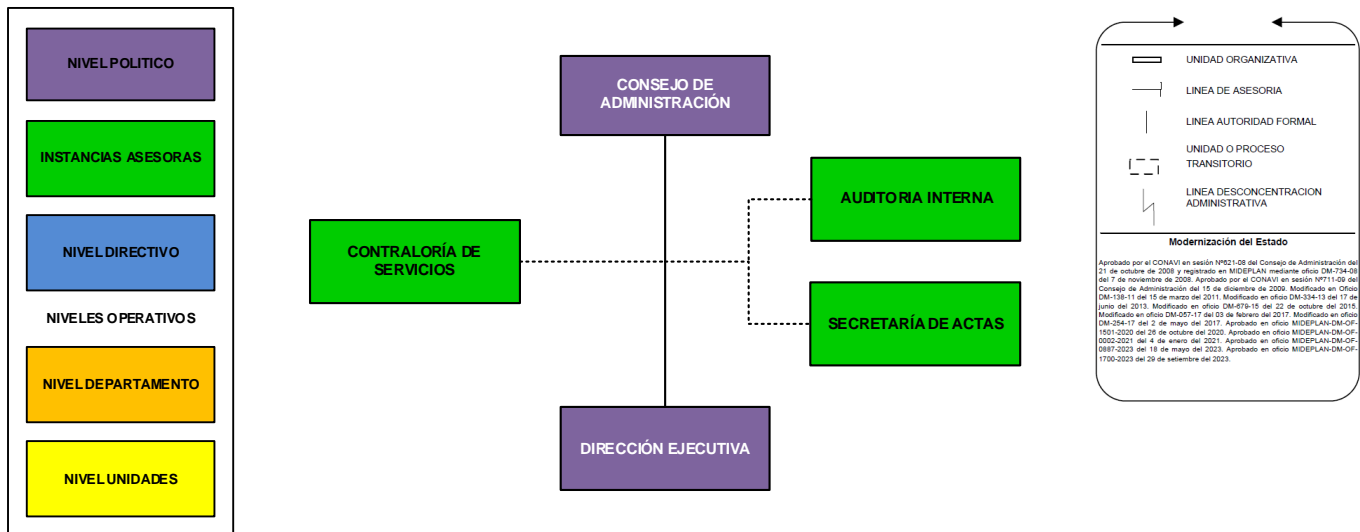 NIVEL POLITICO
INSTANCIAS ASESORAS
NIVEL DIRECTIVO
NIVELES OPERATIVOS
NIVEL DEPARTAMENTO
NIVEL UNIDADES
CONSEJO DE
ADMINISTRACIÓN
AUDITORIA INTERNA
CONTRALORÍA DE
SERVICIOS
SECRETARÍA DE ACTAS
DIRECCIÓN EJECUTIVA
UNIDAD ORGANIZATIVA
LINEA DE ASESORIA
LINEA AUTORIDAD FORMAL
UNIDAD O PROCESO
TRANSITORIO
LINEA DESCONCENTRACION
ADMINISTRATIVA
Modernización del Estado
Aprobado por el CONAVI en sesión Nº621-08 del Consejo de Administración del
21 de octubre de 2008 y registrado en MIDEPLAN mediante oficio DM-734-08
del 7 de noviembre de 2008. Aprobado por el CONAVI en sesión Nº711-09 del
Consejo de Administración del 15 de diciembre de 2009. Modificado en Oficio
DM-138-11 del 15 de marzo del 2011. Modificado en oficio DM-334-13 del 17 de
junio del 2013. Modificado en oficio DM-679-15 del 22 de octubre del 2015.
Modificado en oficio DM-057-17 del 03 de febrero del 2017. Modificado en oficio
DM-254-17 del 2 de mayo del 2017. Aprobado en oficio MIDEPLAN-DM-OF-
1501-2020 del 26 de octubre del 2020. Aprobado en oficio MIDEPLAN-DM-OF-
0002-2021 del 4 de enero del 2021. Aprobado en oficio MIDEPLAN-DM-OF-
0887-2023 del 18 de mayo del 2023. Aprobado en oficio MIDEPLAN-DM-OF-
1700-2023 del 29 de setiembre del 2023.